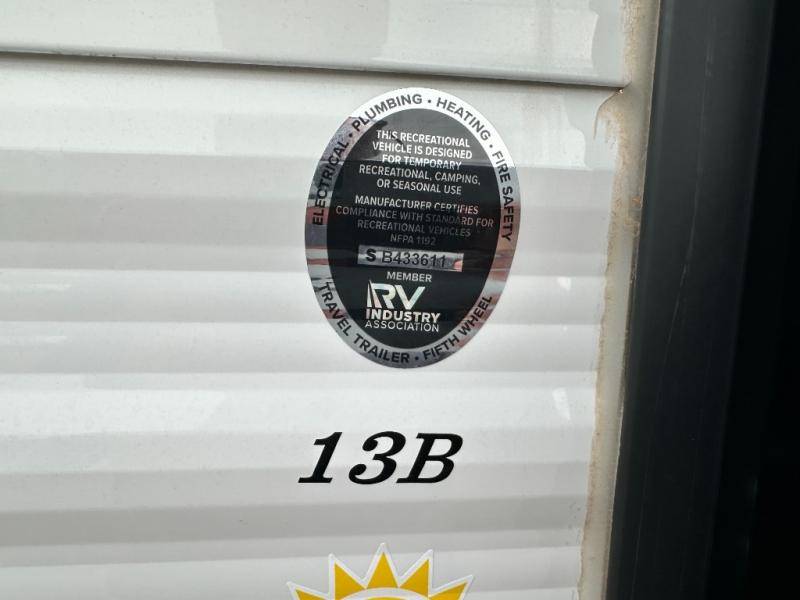 ELECTRICAL • PLUMBING • HEATING • FIRE SAFETY
THIS RECREATIONAL
VEHICLE IS DESIGNED
FOR TEMPORARY
RECREATIONAL, CAMPING,
OR SEASONAL USE
MANUFACTURER CERTIFIES
COMPLIANCE WITH STANDARD FOR
RECREATIONAL VEHICLES
NFPA 1192
S B433611
MEMBER
RV
INDUSTRY
ASSOCIATION
TRAVEL TRAILER • FIFTH WHEEL
13B